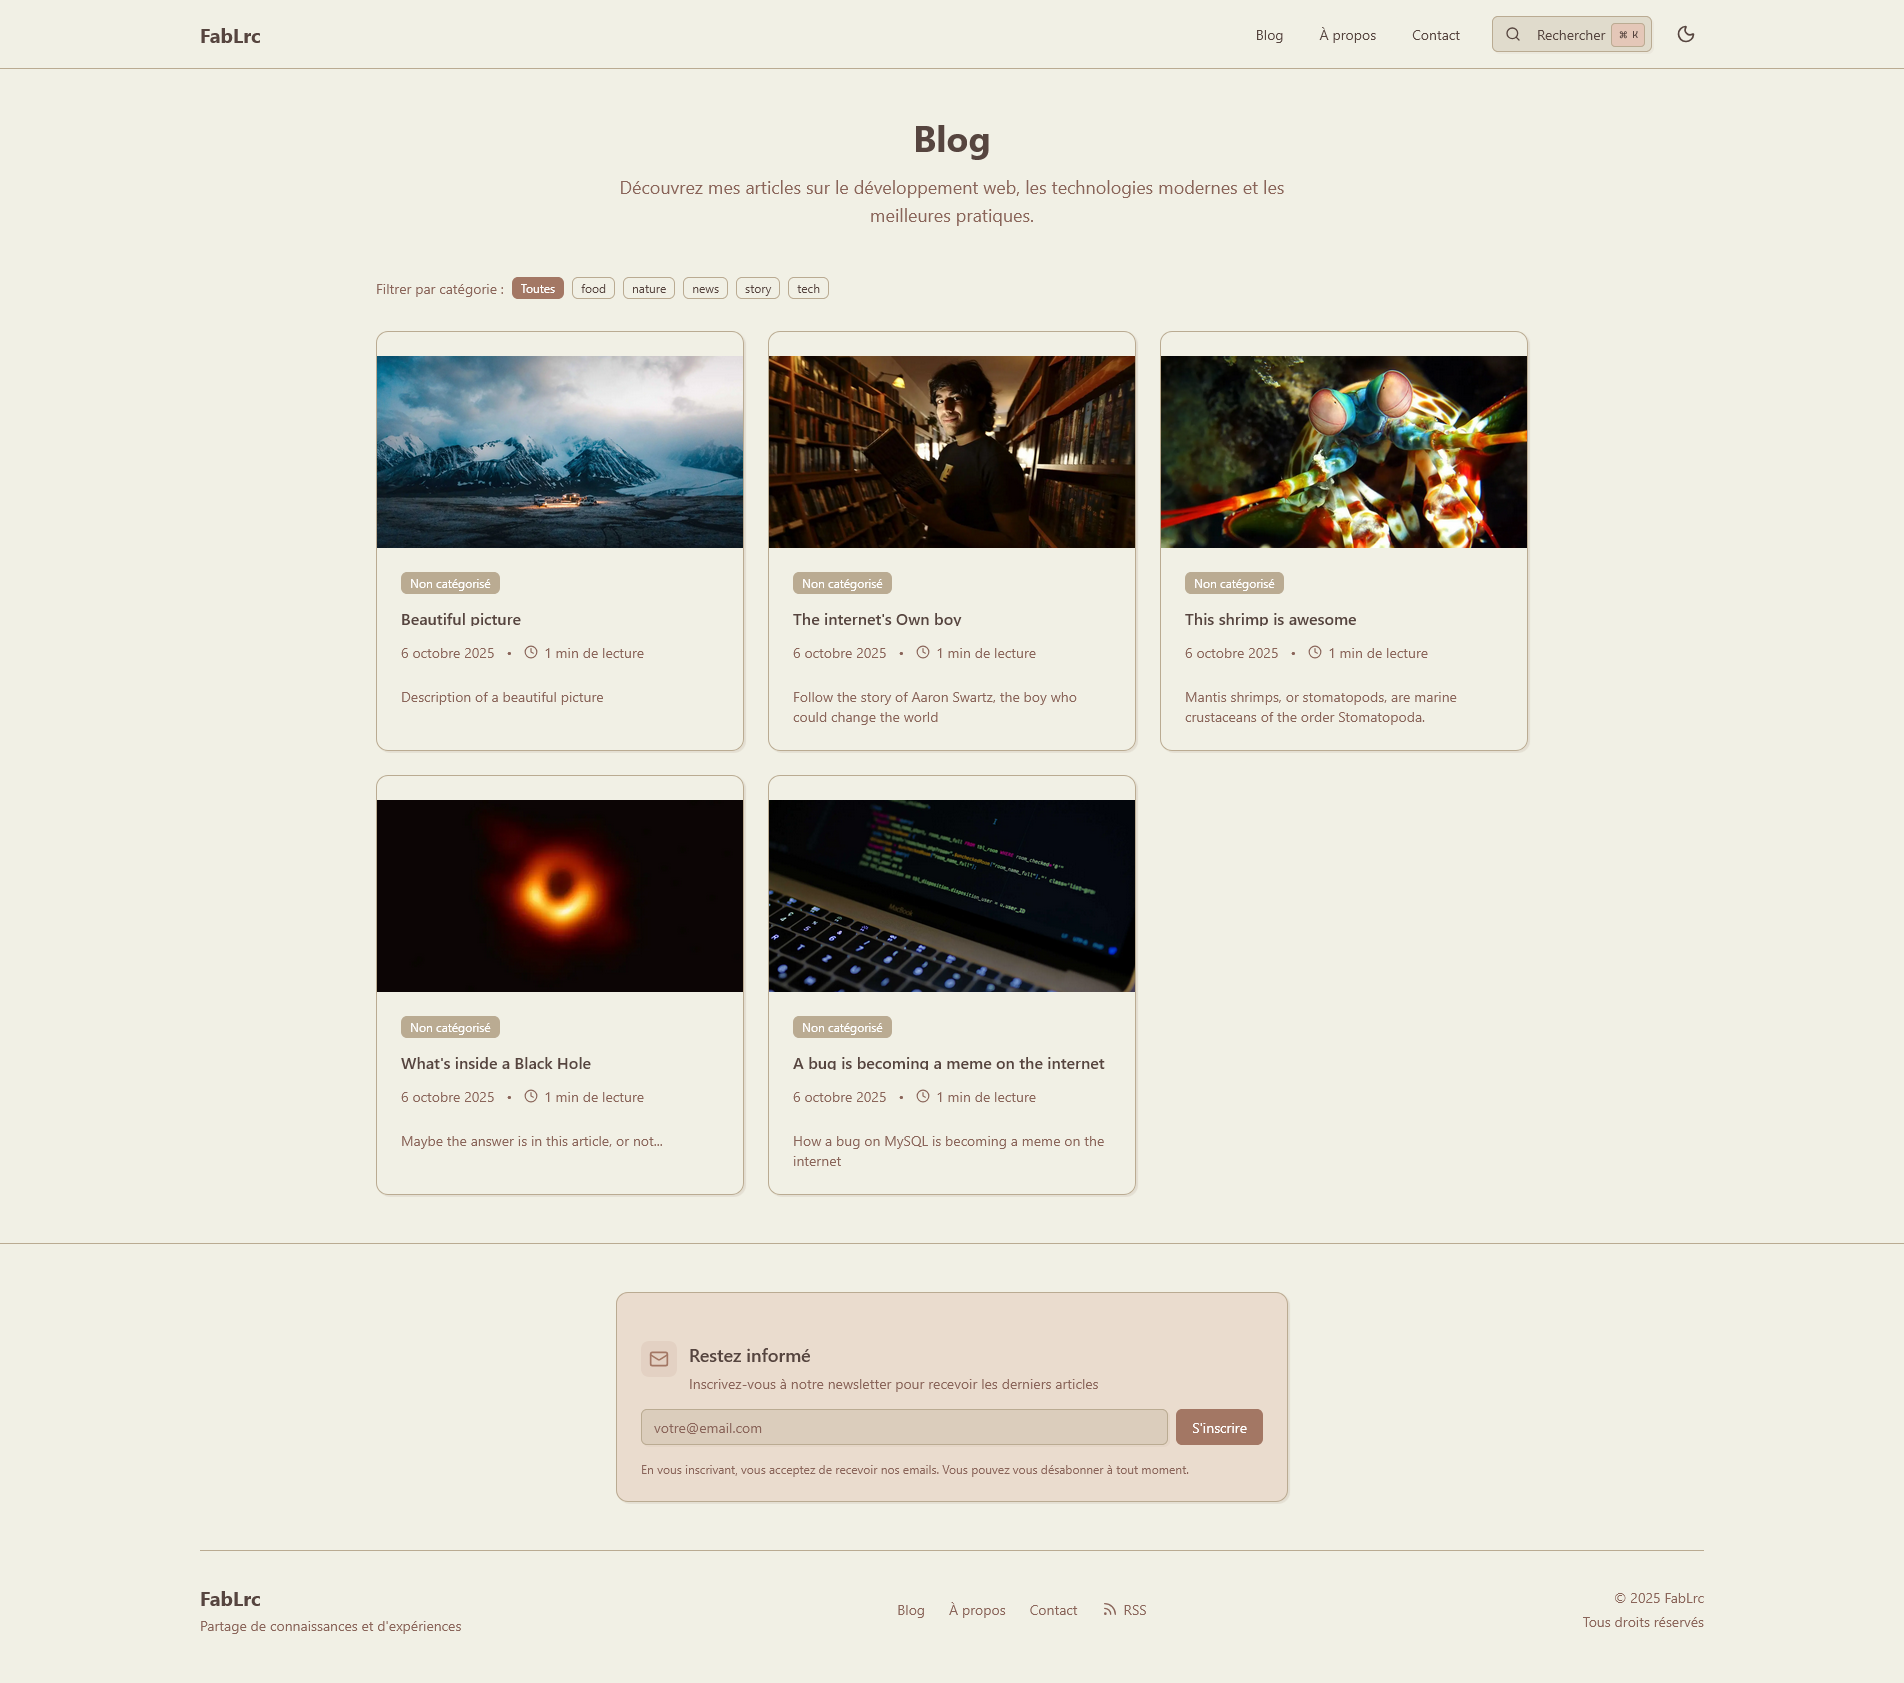 FabLrc
Blog
À propos
Contact
Rechercher
⌘ K
Blog
Découvrez mes articles sur le développement web, les technologies modernes et les
meilleures pratiques.
Filtrer par catégorie :
Toutes
food
nature
news
story
tech
Non catégorisé
Beautiful picture
6 octobre 2025 • 1 min de lecture
Description of a beautiful picture
Non catégorisé
The internet's Own boy
6 octobre 2025 • 1 min de lecture
Follow the story of Aaron Swartz, the boy who
could change the world
Non catégorisé
This shrimp is awesome
6 octobre 2025 • 1 min de lecture
Mantis shrimps, or stomatopods, are marine
crustaceans of the order Stomatopoda.
Non catégorisé
What's inside a Black Hole
6 octobre 2025 • 1 min de lecture
Maybe the answer is in this article, or not...
MacBook
Non catégorisé
A bug is becoming a meme on the internet
6 octobre 2025 • 1 min de lecture
How a bug on MySQL is becoming a meme on the
internet
Restez informé
Inscrivez-vous à notre newsletter pour recevoir les derniers articles
votre@email.com
S'inscrire
En vous inscrivant, vous acceptez de recevoir nos emails. Vous pouvez vous désabonner à tout moment.
FabLrc
Partage de connaissances et d'expériences
Blog
À propos
Contact
RSS
© 2025 FabLrc
Tous droits réservés